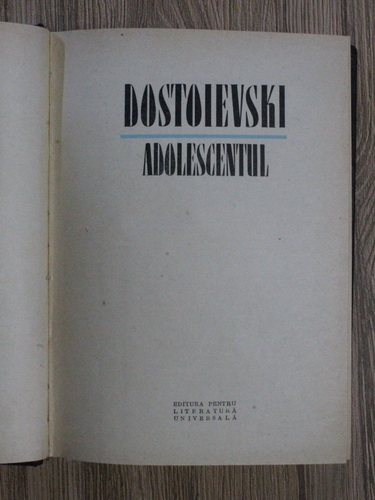 DOSTOIEVSKI
ADOLESCENTUL
EDITURA PENTRU
LITERATURĂ
UNIVERSALĂ